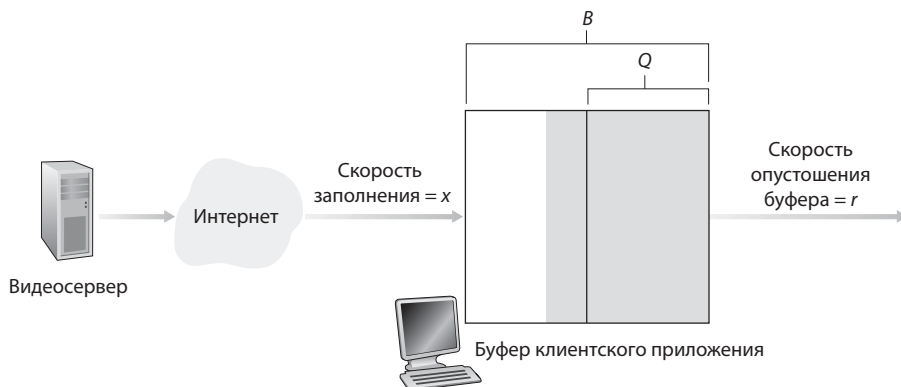 B
Q
Скорость
заполнения = x
Скорость
опустошения
буфера = r
Интернет
Видеосервер
Буфер клиентского приложения